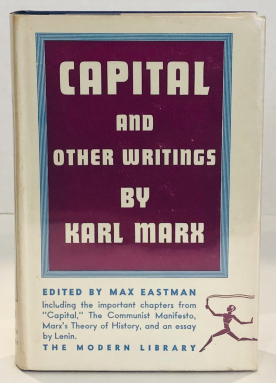 CAPITAL
AND
OTHER WRITINGS
BY
KARL MARX
EDITED BY MAX EASTMAN
Including the important chapters from
"Capital," The Communist Manifesto,
Marx's Theory of History, and an essay
by Lenin.
THE MODERN LIBRARY